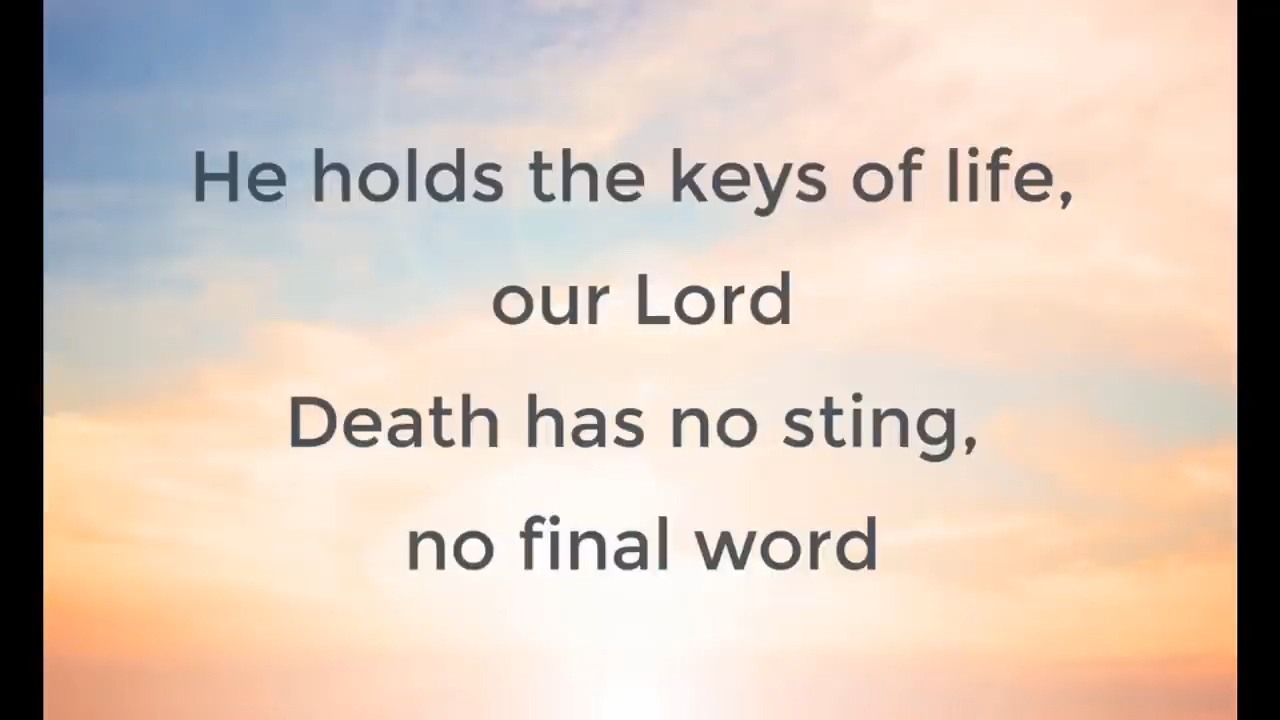 He holds the keys of life,
our Lord
Death has no sting,
no final word